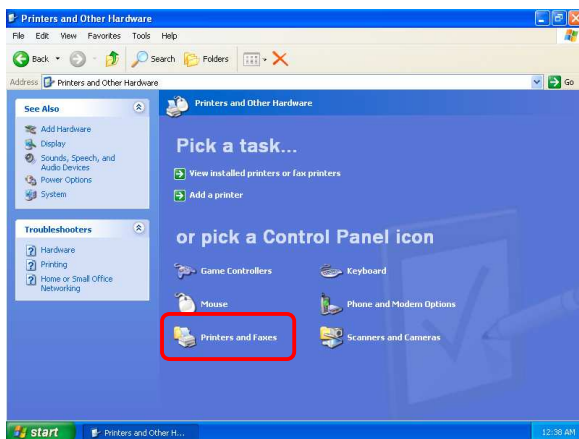 Printers and Other Hardware
File Edit View Favorites Tools Help
Back Search Folders
Address Printers and Other Hardware Go
See Also
Add Hardware
Display
Sounds, Speech, and
Audio Devices
Power Options
System
Troubleshooters
Hardware
Printing
Home or Small Office
Networking
Printers and Other Hardware
Pick a task...
View installed printers or fax printers
Add a printer
or pick a Control Panel icon
Game Controllers Keyboard
Mouse Phone and Modem Options
Printers and Faxes Scanners and Cameras
start Printers and Other H... 12:38 AM